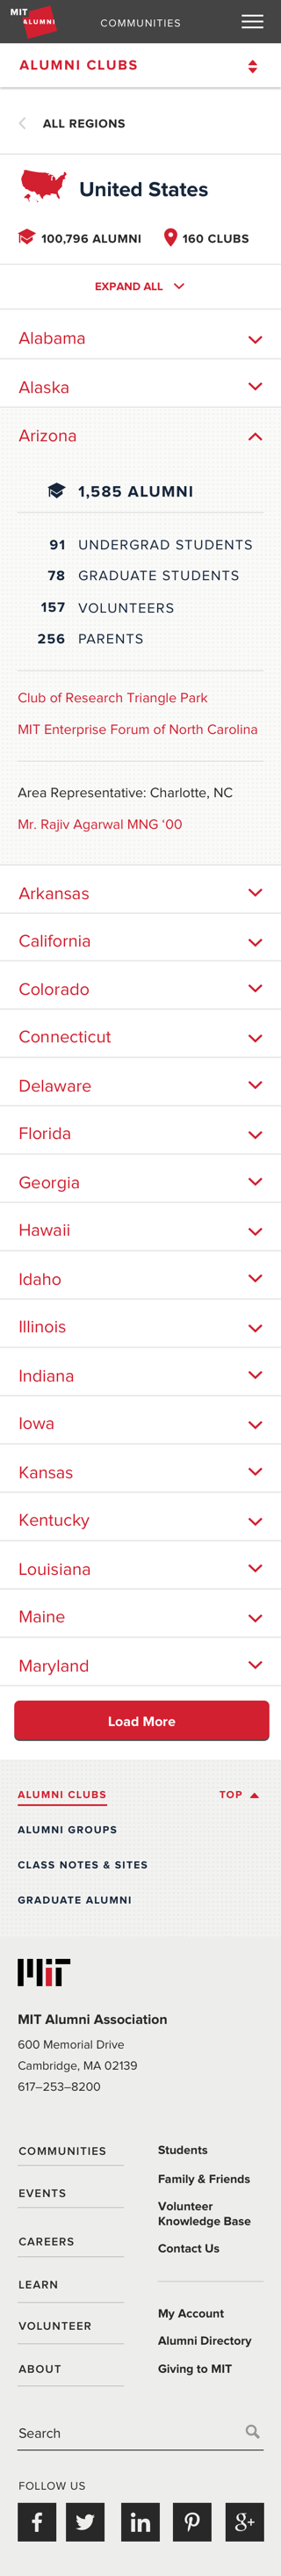 MIT
ALUMNI
COMMUNITIES
ALUMNI CLUBS
ALL REGIONS
United States
100,796 ALUMNI 160 CLUBS
EXPAND ALL
Alabama
Alaska
Arizona
1,585 ALUMNI
91 UNDERGRAD STUDENTS
78 GRADUATE STUDENTS
157 VOLUNTEERS
256 PARENTS
Club of Research Triangle Park
MIT Enterprise Forum of North Carolina
Area Representative: Charlotte, NC
Mr. Rajiv Agarwal MNG ‘00
Arkansas
California
Colorado
Connecticut
Delaware
Florida
Georgia
Hawaii
Idaho
Illinois
Indiana
Iowa
Kansas
Kentucky
Louisiana
Maine
Maryland
Load More
ALUMNI CLUBS TOP
ALUMNI GROUPS
CLASS NOTES & SITES
GRADUATE ALUMNI
MIT
MIT Alumni Association
600 Memorial Drive
Cambridge, MA 02139
617–253–8200
COMMUNITIES
EVENTS
CAREERS
LEARN
VOLUNTEER
ABOUT
Students
Family & Friends
Volunteer
Knowledge Base
Contact Us
My Account
Alumni Directory
Giving to MIT
Search
FOLLOW US
f in g+